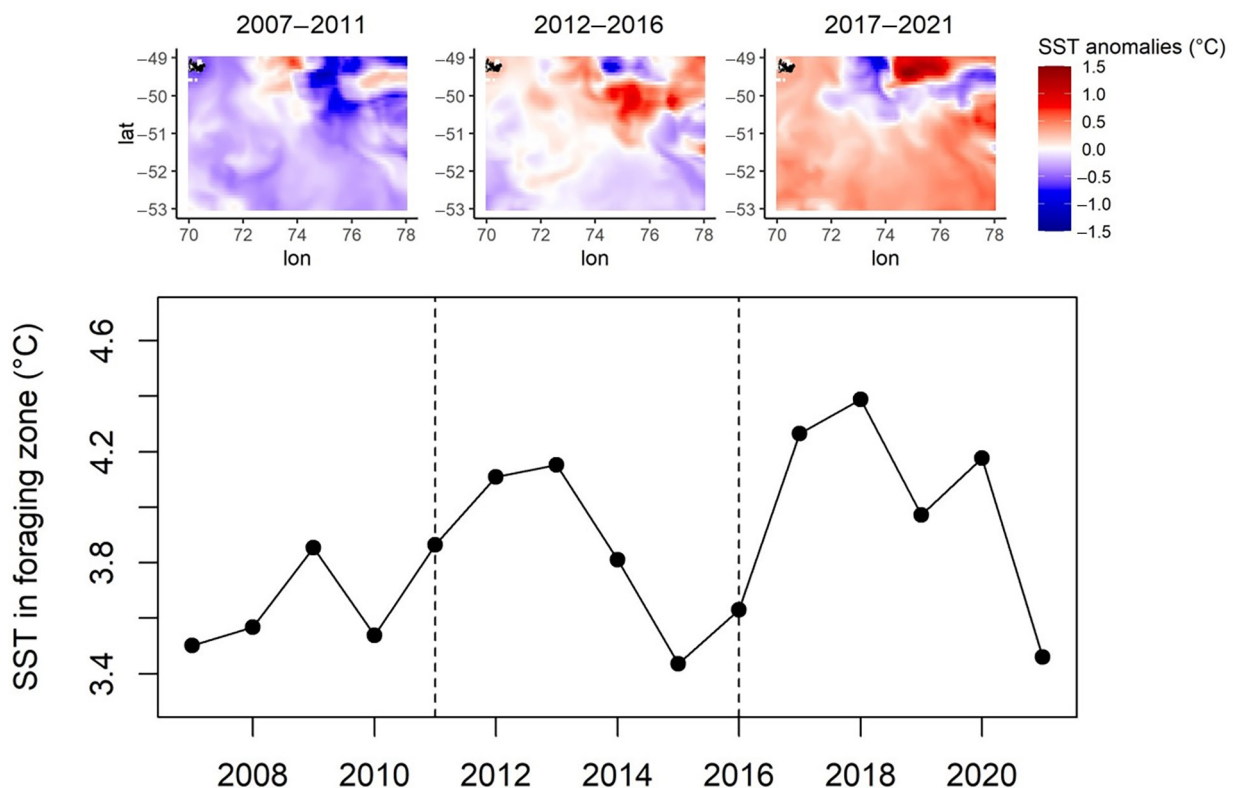 2007–2011 2012–2016 2017–2021
SST anomalies (°C)
1.5
1.0
0.5
0.0
−0.5
−1.0
−1.5
lat
−49
−50
−51
−52
−53
70 72 74 76 78
lon
−49
−50
−51
−52
−53
70 72 74 76 78
lon
−49
−50
−51
−52
−53
70 72 74 76 78
lon
SST in foraging zone (°C)
4.6
4.2
3.8
3.4
2008 2010 2012 2014 2016 2018 2020